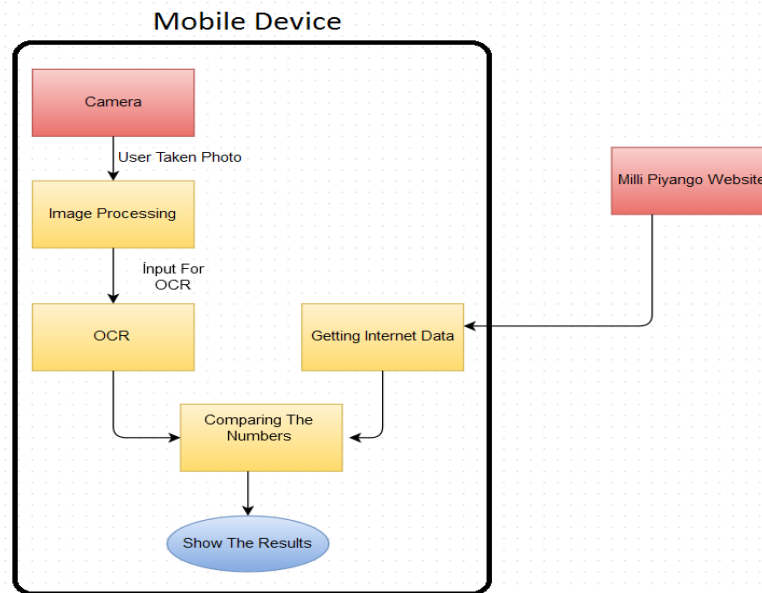 Mobile Device
Camera
User Taken Photo
Milli Piyango Website
Image Processing
İnput For
OCR
OCR
Getting Internet Data
Comparing The
Numbers
Show The Results